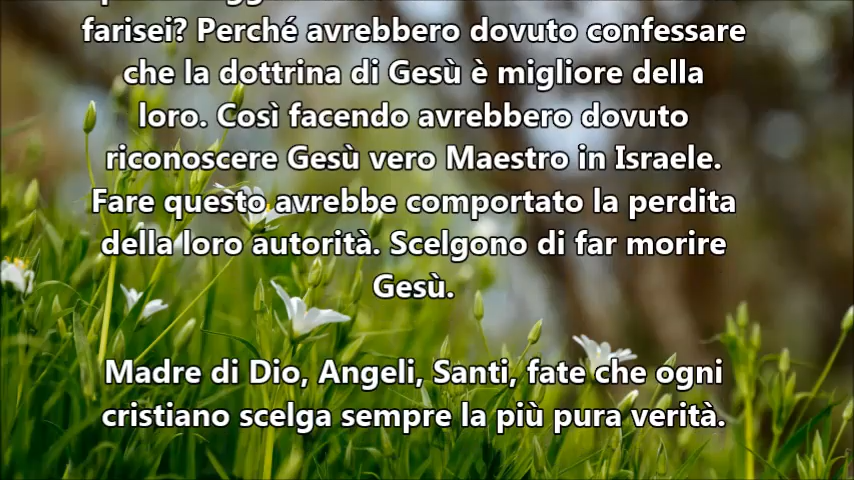 farisei? Perché avrebbero dovuto confessare
che la dottrina di Gesù è migliore della
loro. Così facendo avrebbero dovuto
riconoscere Gesù vero Maestro in Israele.
Fare questo avrebbe comportato la perdita
della loro autorità. Scelgono di far morire
Gesù.
Madre di Dio, Angeli, Santi, fate che ogni
cristiano scelga sempre la più pura verità.